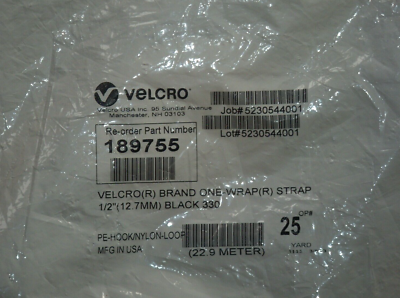 VELCRO
Velcro USA Inc. 95 Sundial Avenue
Manchester, NH 03103
Job#5230544001
Lot#5230544001
Re-order Part Number
189755
VELCRO(R) BRAND ONE-WRAP(R) STRAP
1/2"(12.7MM) BLACK 330
25
OP#
YARD
PE-HOOK/NYLON-LOOP
MFG IN USA
(22.9 METER)